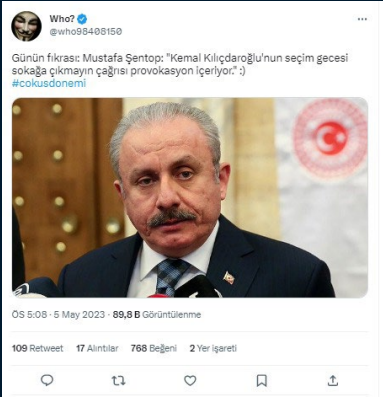 Who?
@who98408150
Günün fıkrası: Mustafa Şentop: "Kemal Kılıçdaroğlu'nun seçim gecesi
sokağa çıkmayın çağrısı provokasyon içeriyor." :)
#cokusdonemi
ÖS 5:08 · 5 May 2023 · 89,8 B Görüntülenme
109 Retweet 17 Alıntılar 768 Beğeni 2 Yer işareti